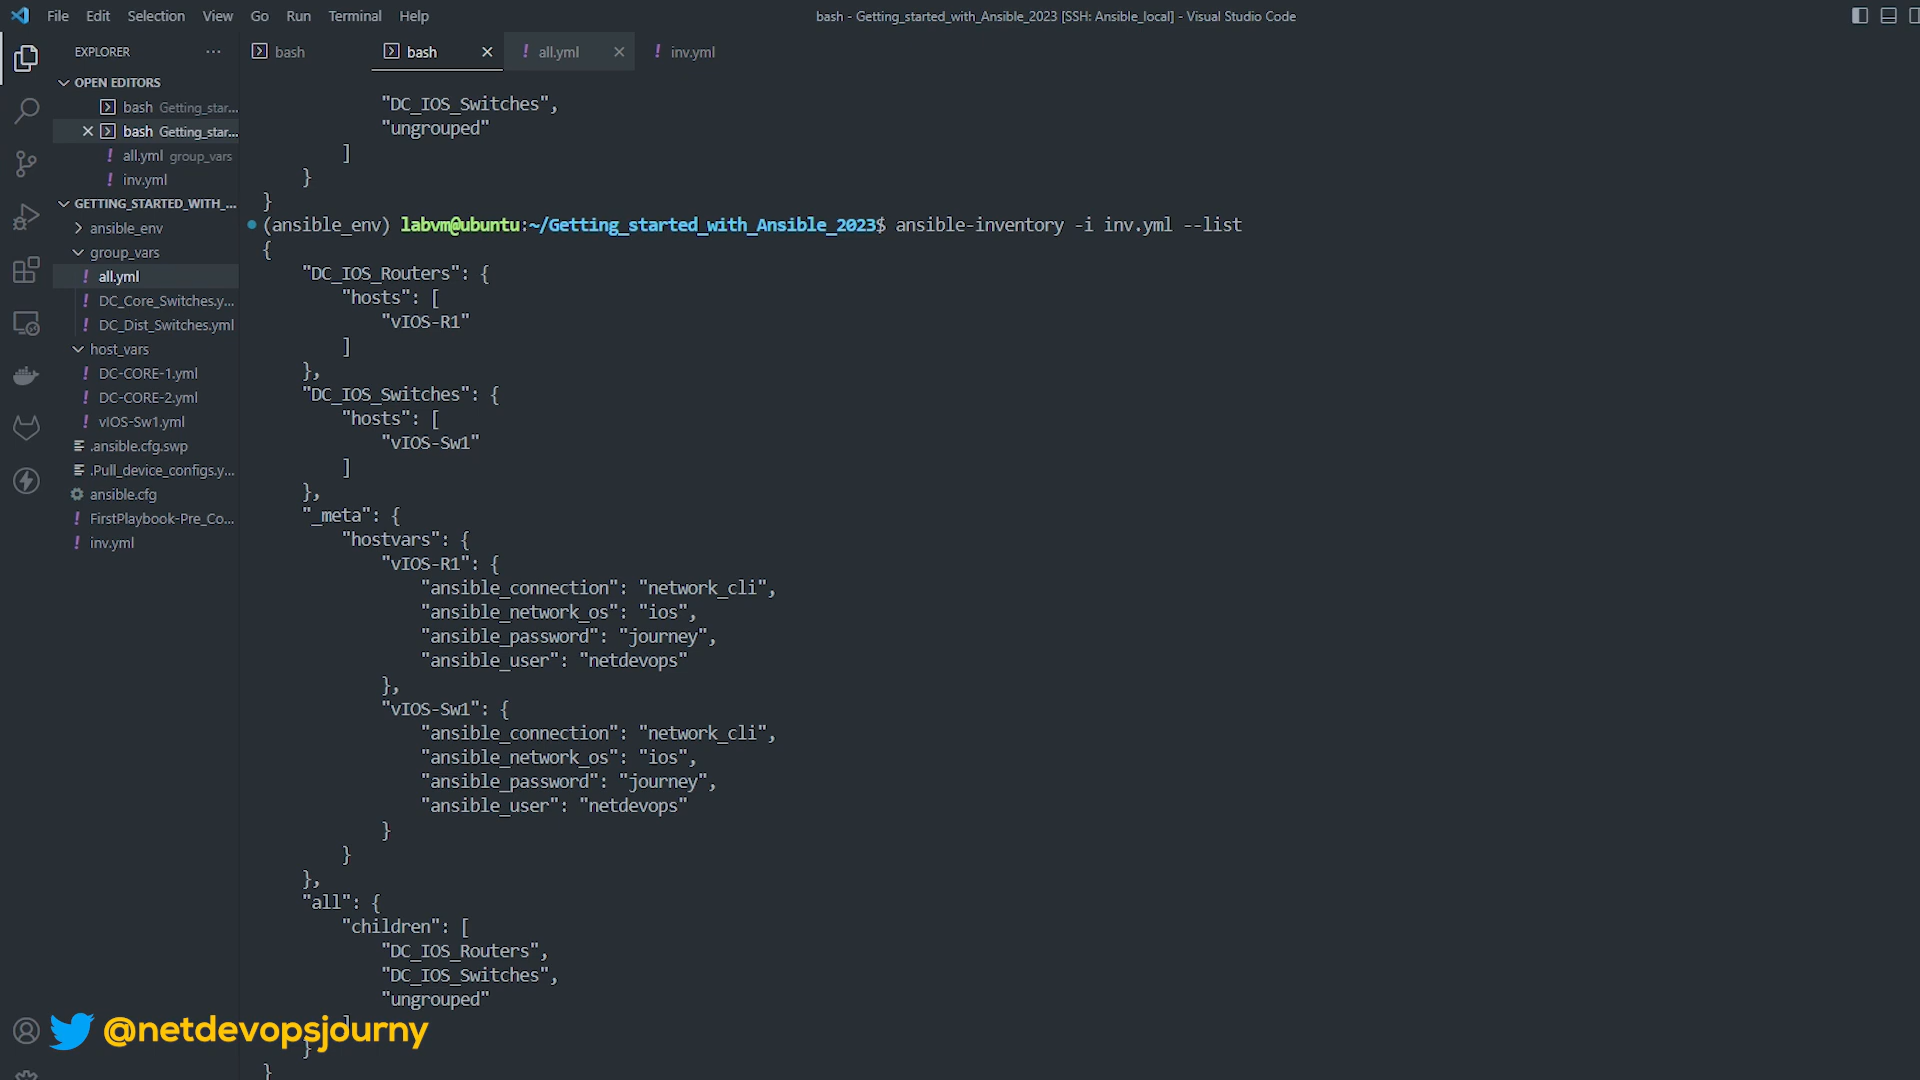 File Edit Selection View Go Run Terminal Help
bash - Getting_started_with_Ansible_2023 [SSH: Ansible_local] - Visual Studio Code
EXPLORER
OPEN EDITORS
bash Getting_star...
bash Getting_star...
all.yml group_vars
inv.yml
GETTING_STARTED_WITH_...
ansible_env
group_vars
all.yml
DC_Core_Switches.y...
DC_Dist_Switches.yml
host_vars
DC-CORE-1.yml
DC-CORE-2.yml
vIOS-Sw1.yml
.ansible.cfg.swp
.Pull_device_configs.y...
ansible.cfg
FirstPlaybook-Pre_Co...
inv.yml
bash bash all.yml inv.yml
"DC_IOS_Switches",
"ungrouped"
]
}
}
(ansible_env) labvm@ubuntu:~/Getting_started_with_Ansible_2023$ ansible-inventory -i inv.yml --list
{
"DC_IOS_Routers": {
"hosts": [
"vIOS-R1"
]
},
"DC_IOS_Switches": {
"hosts": [
"vIOS-Sw1"
]
},
"_meta": {
"hostvars": {
"vIOS-R1": {
"ansible_connection": "network_cli",
"ansible_network_os": "ios",
"ansible_password": "journey",
"ansible_user": "netdevops"
},
"vIOS-Sw1": {
"ansible_connection": "network_cli",
"ansible_network_os": "ios",
"ansible_password": "journey",
"ansible_user": "netdevops"
}
}
},
"all": {
"children": [
"DC_IOS_Routers",
"DC_IOS_Switches",
"ungrouped"
]
}
}
@netdevopsjourny